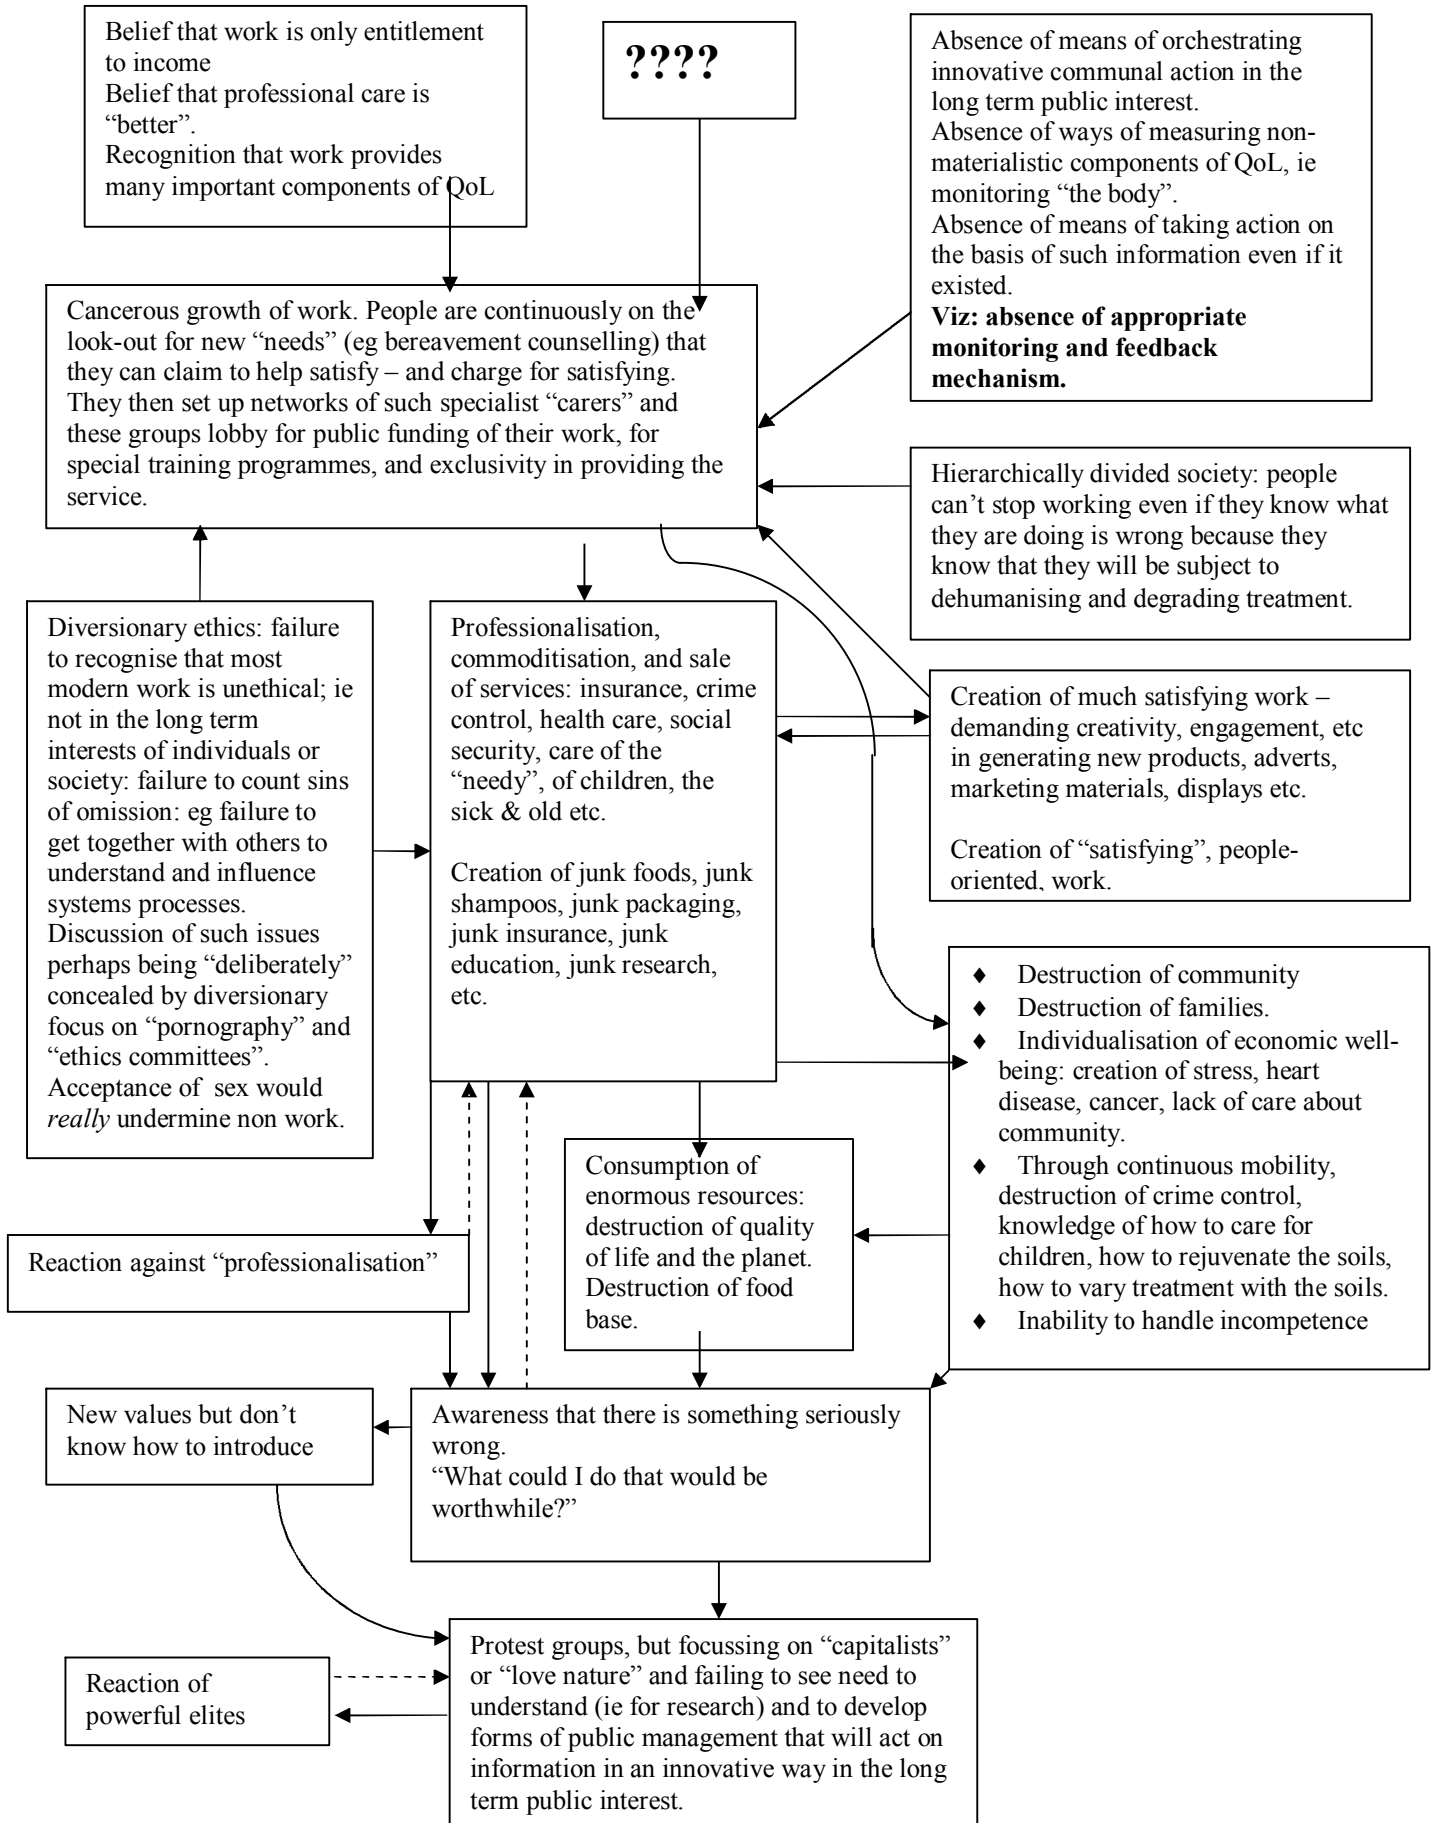 Belief that work is only entitlement
to income
Belief that professional care is
“better”.
Recognition that work provides
many important components of QoL
????
Absence of means of orchestrating
innovative communal action in the
long term public interest.
Absence of ways of measuring non-
materialistic components of QoL, ie
monitoring “the body”.
Absence of means of taking action on
the basis of such information even if it
existed.
Viz: absence of appropriate
monitoring and feedback
mechanism.
Cancerous growth of work. People are continuously on the
look-out for new “needs” (eg bereavement counselling) that
they can claim to help satisfy – and charge for satisfying.
They then set up networks of such specialist “carers” and
these groups lobby for public funding of their work, for
special training programmes, and exclusivity in providing the
service.
Hierarchically divided society: people
can’t stop working even if they know what
they are doing is wrong because they
know that they will be subject to
dehumanising and degrading treatment.
Diversionary ethics: failure
to recognise that most
modern work is unethical; ie
not in the long term
interests of individuals or
society: failure to count sins
of omission: eg failure to
get together with others to
understand and influence
systems processes.
Discussion of such issues
perhaps being “deliberately”
concealed by diversionary
focus on “pornography” and
“ethics committees”.
Acceptance of sex would
really undermine non work.
Professionalisation,
commoditisation, and sale
of services: insurance, crime
control, health care, social
security, care of the
“needy”, of children, the
sick & old etc.
Creation of junk foods, junk
shampoos, junk packaging,
junk insurance, junk
education, junk research,
etc.
Creation of much satisfying work –
demanding creativity, engagement, etc
in generating new products, adverts,
marketing materials, displays etc.
Creation of “satisfying”, people-
oriented, work.
♦ Destruction of community
♦ Destruction of families.
♦ Individualisation of economic well-
being: creation of stress, heart
disease, cancer, lack of care about
community.
♦ Through continuous mobility,
destruction of crime control,
knowledge of how to care for
children, how to rejuvenate the soils,
how to vary treatment with the soils.
♦ Inability to handle incompetence
Consumption of
enormous resources:
destruction of quality
of life and the planet.
Destruction of food
base.
Reaction against “professionalisation”
New values but don’t
know how to introduce
Awareness that there is something seriously
wrong.
“What could I do that would be
worthwhile?”
Protest groups, but focussing on “capitalists”
or “love nature” and failing to see need to
understand (ie for research) and to develop
forms of public management that will act on
information in an innovative way in the long
term public interest.
Reaction of
powerful elites